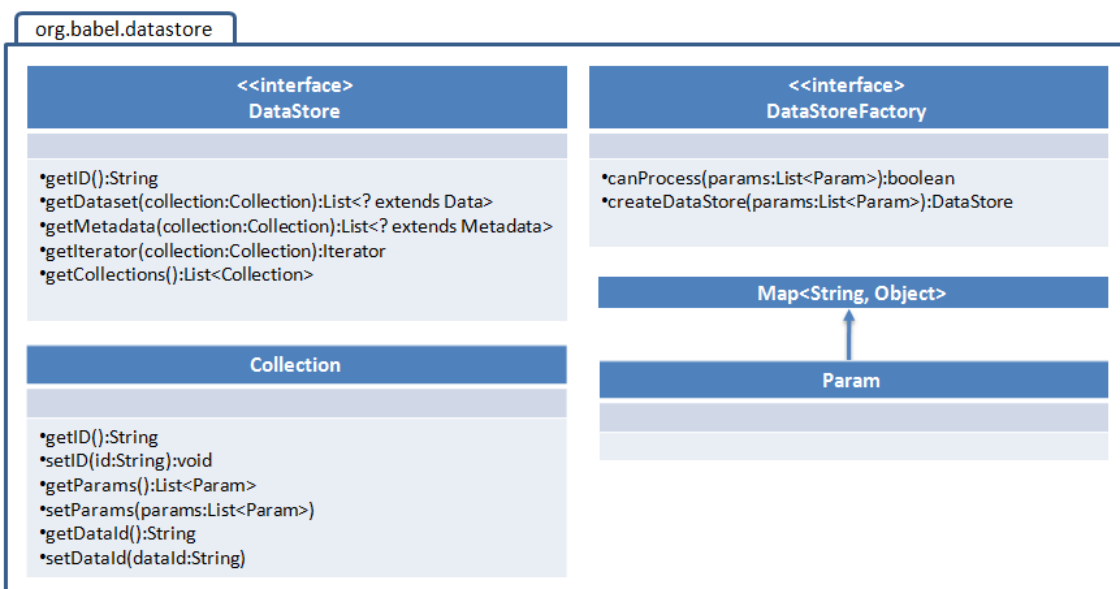 org.babel.datastore
<<interface>
DataStore
•getID():String
•getDataset(collection:Collection):List<? extends Data>
•getMetadata(collection:Collection):List<? extends Metadata>
•getIterator(collection:Collection):Iterator
•getCollections():List<Collection>
<<interface>
DataStoreFactory
•canProcess(params:List<Param>):boolean
•createDataStore(params:List<Param>):DataStore
Map<String, Object>
Param
Collection
•getID():String
•setID(id:String):void
•getParams():List<Param>
•setParams(params:List<Param>)
•getDataId():String
•setDataId(dataId:String)